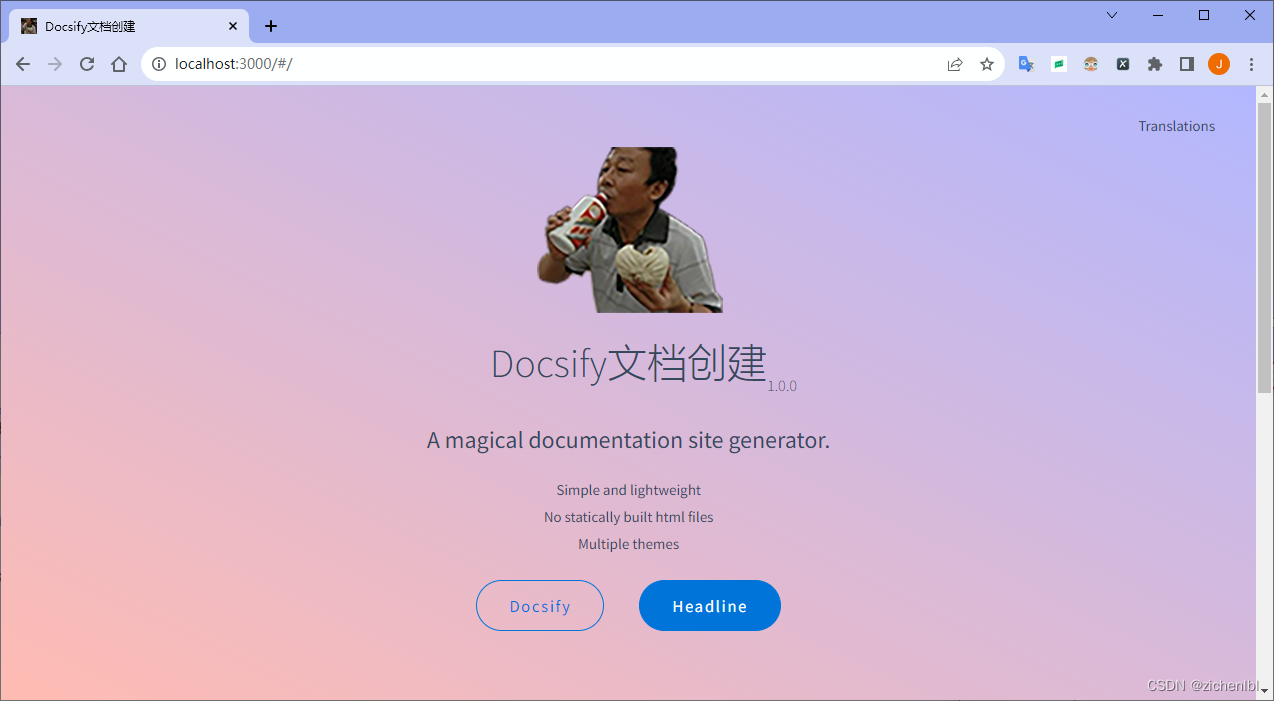 Docsify文档创建
localhost:3000/#/
J
Translations
Docsify文档创建 1.0.0
A magical documentation site generator.
Simple and lightweight
No statically built html files
Multiple themes
Docsify
Headline
CSDN @zichenlbl